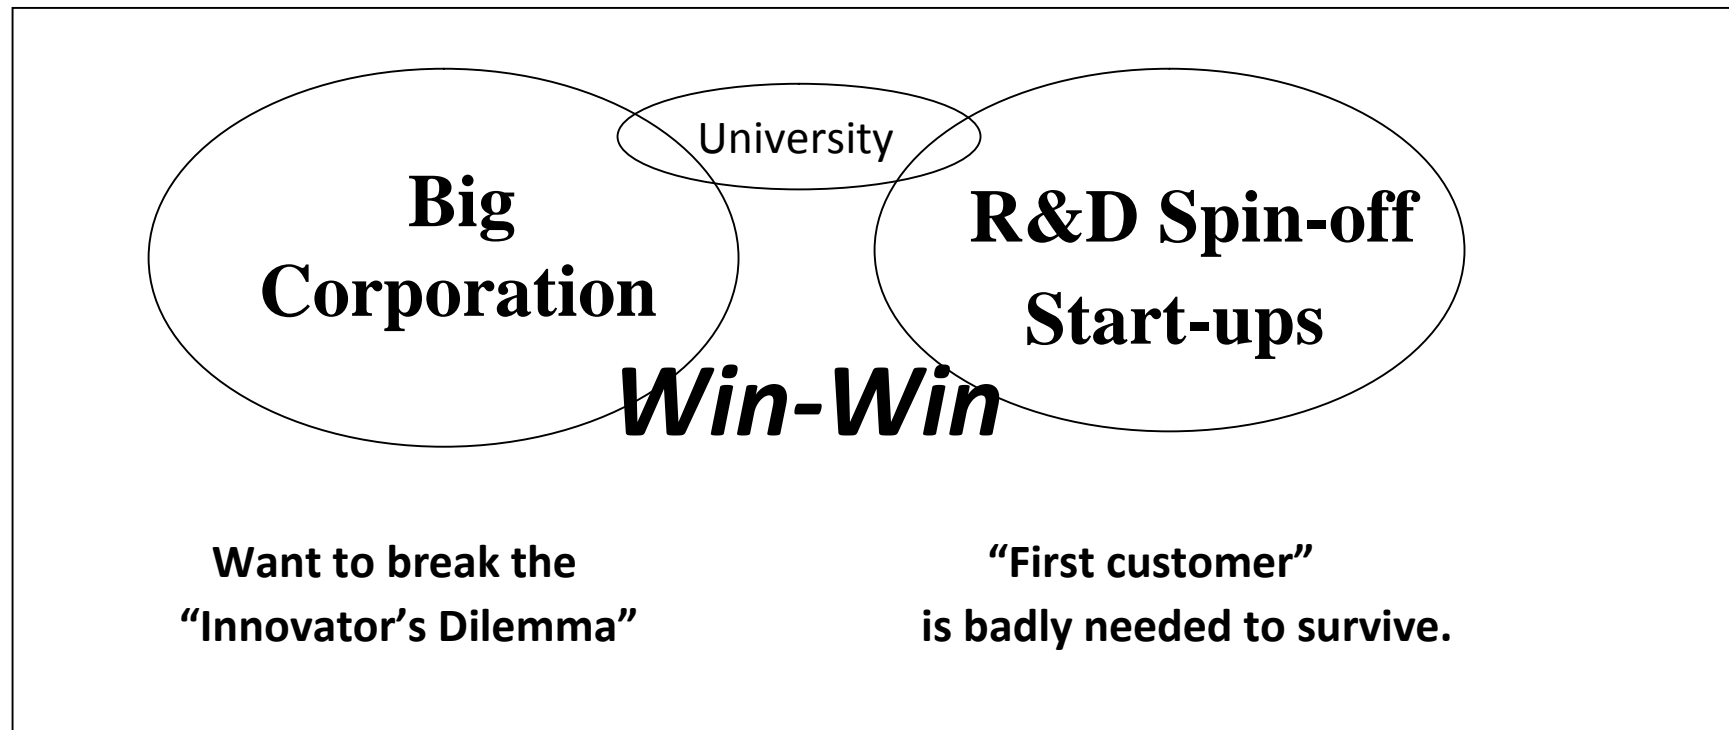 University
Big
Corporation
R&D Spin-off
Start-ups
Win-Win
Want to break the
“Innovator’s Dilemma”
“First customer”
is badly needed to survive.